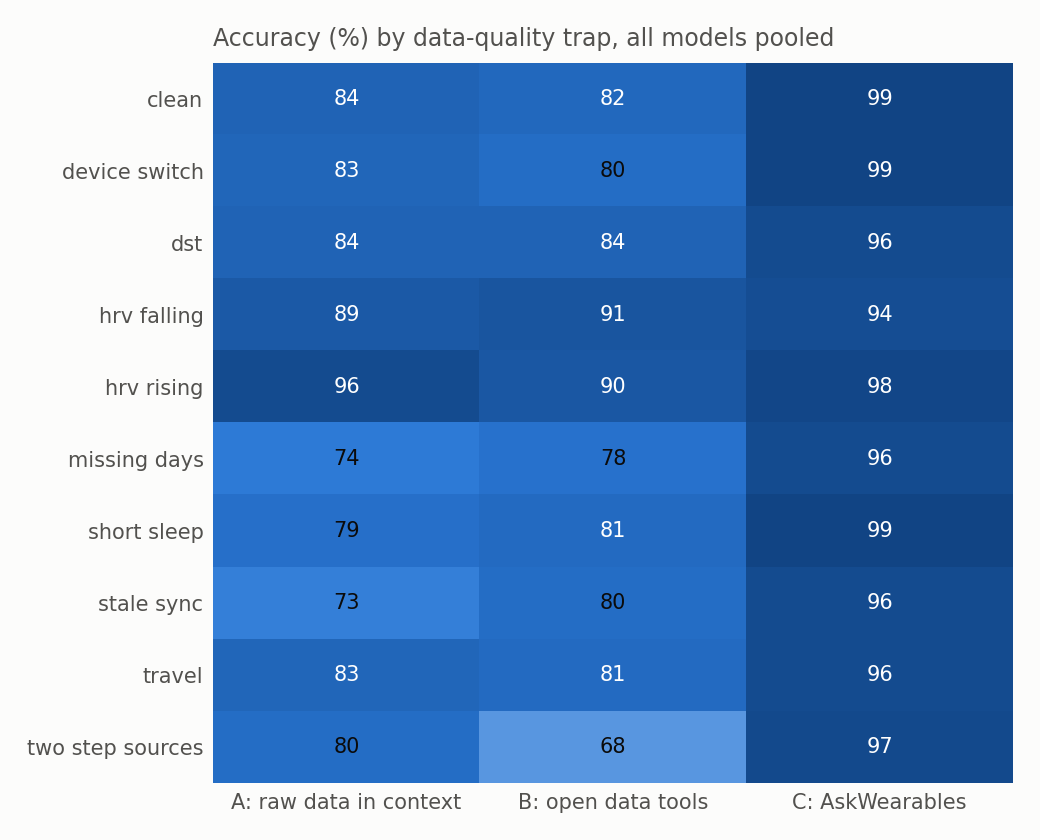 Accuracy (%) by data-quality trap, all models pooled
clean 84 82 99
device switch 83 80 99
dst 84 84 96
hrv falling 89 91 94
hrv rising 96 90 98
missing days 74 78 96
short sleep 79 81 99
stale sync 73 80 96
travel 83 81 96
two step sources 80 68 97
A: raw data in context B: open data tools C: AskWearables